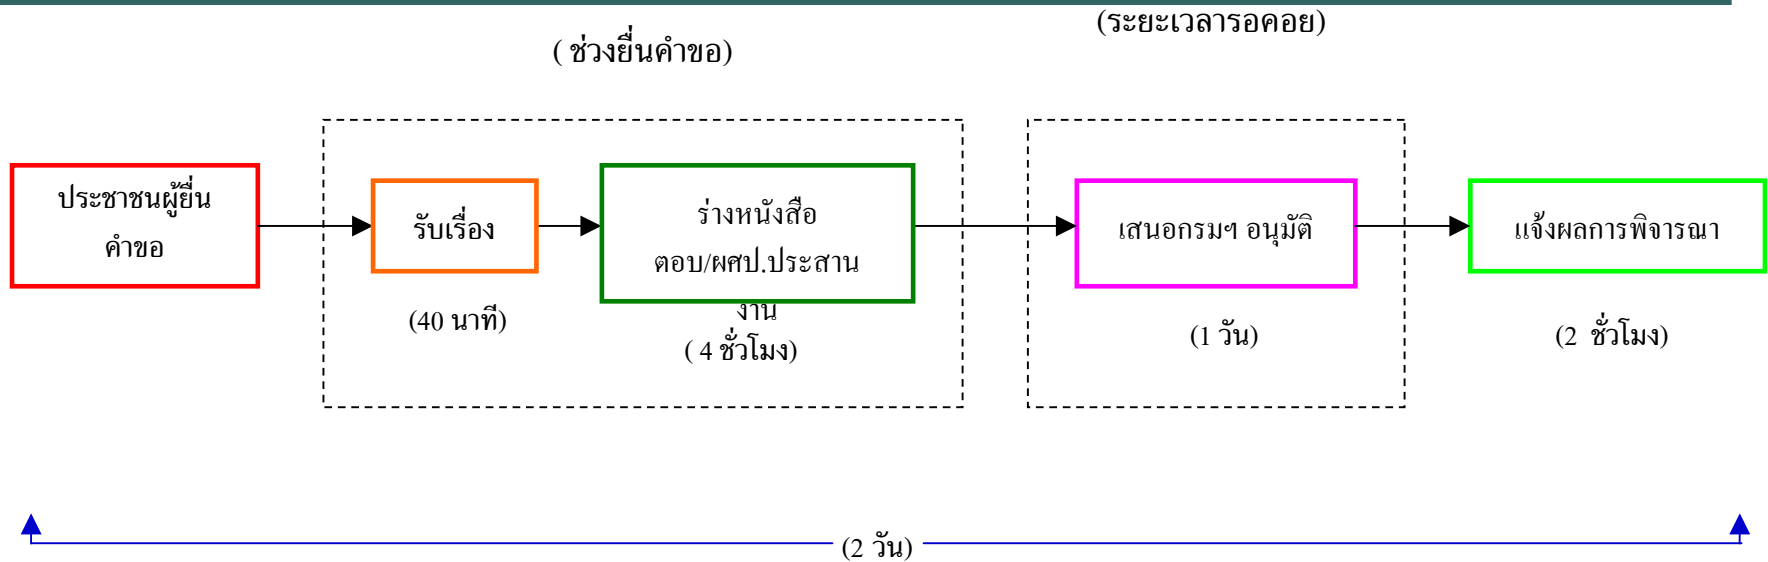 (ระยะเวลารอคอย)
( ช่วงยื่นคำขอ)
ประชาชนผู้ยื่น
คำขอ
รับเรื่อง
(40 นาที)
ร่างหนังสือ
ตอบ/ผศป.ประสาน
งาน
( 4 ชั่วโมง)
เสนอกรมฯ อนุมัติ
(1 วัน)
แจ้งผลการพิจารณา
(2 ชั่วโมง)
(2 วัน)